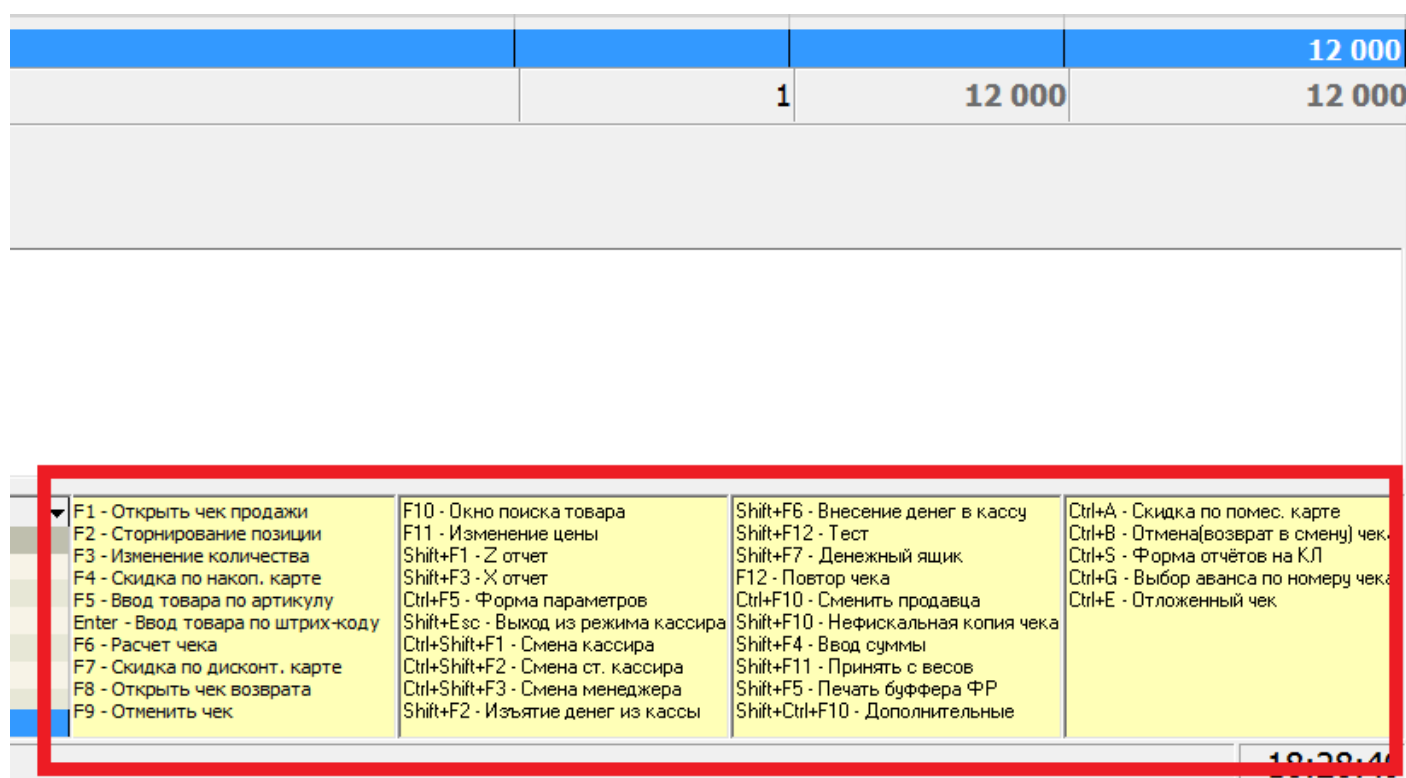 12 000
1 12 000 12 000
F1 - Открыть чек продажи
F2 - Сторнирование позиции
F3 - Изменение количества
F4 - Скидка по накоп. карте
F5 - Ввод товара по артикулу
Enter - Ввод товара по штрих-коду
F6 - Расчет чека
F7 - Скидка по дисконт. карте
F8 - Открыть чек возврата
F9 - Отменить чек
F10 - Окно поиска товара
F11 - Изменение цены
Shift+F1 - Z отчет
Shift+F3 - X отчет
Ctrl+F5 - Форма параметров
Shift+Esc - Выход из режима кассира
Ctrl+Shift+F1 - Смена кассира
Ctrl+Shift+F2 - Смена ст. кассира
Ctrl+Shift+F3 - Смена менеджера
Shift+F2 - Изъятие денег из кассы
Shift+F6 - Внесение денег в кассу
Shift+F12 - Тест
Shift+F7 - Денежный ящик
F12 - Повтор чека
Ctrl+F10 - Сменить продавца
Shift+F10 - Нефискальная копия чека
Shift+F4 - Ввод суммы
Shift+F11 - Принять с весов
Shift+F5 - Печать буффера ФР
Shift+Ctrl+F10 - Дополнительные
Ctrl+A - Скидка по помес. карте
Ctrl+B - Отмена(возврат в смену) чека
Ctrl+S - Форма отчётов на КЛ
Ctrl+G - Выбор аванса по номеру чека
Ctrl+E - Отложенный чек